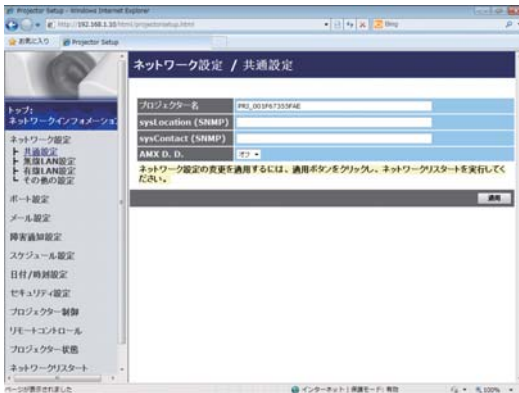 Projector Setup - Windows Internet Explorer
http://192.168.1.10/html/projectorsetup.html
Bing
お気に入り Projector Setup
トップ:
ネットワークインフォメーション
ネットワーク設定
共通設定
無線LAN設定
有線LAN設定
その他の設定
ポート設定
メール設定
障害通知設定
スケジュール設定
日付/時刻設定
セキュリティ設定
プロジェクター制御
リモートコントロール
プロジェクター状態
ネットワークリスタート
ネットワーク設定 / 共通設定
プロジェクター名 PRJ_001F67355FAE
sysLocation (SNMP)
sysContact (SNMP)
AMX D. D. オフ
ネットワーク設定の変更を適用するには、適用ボタンをクリックし、ネットワークリスタートを実行してく
ださい。
適用
ページが表示されました
インターネット | 保護モード: 有効
100%